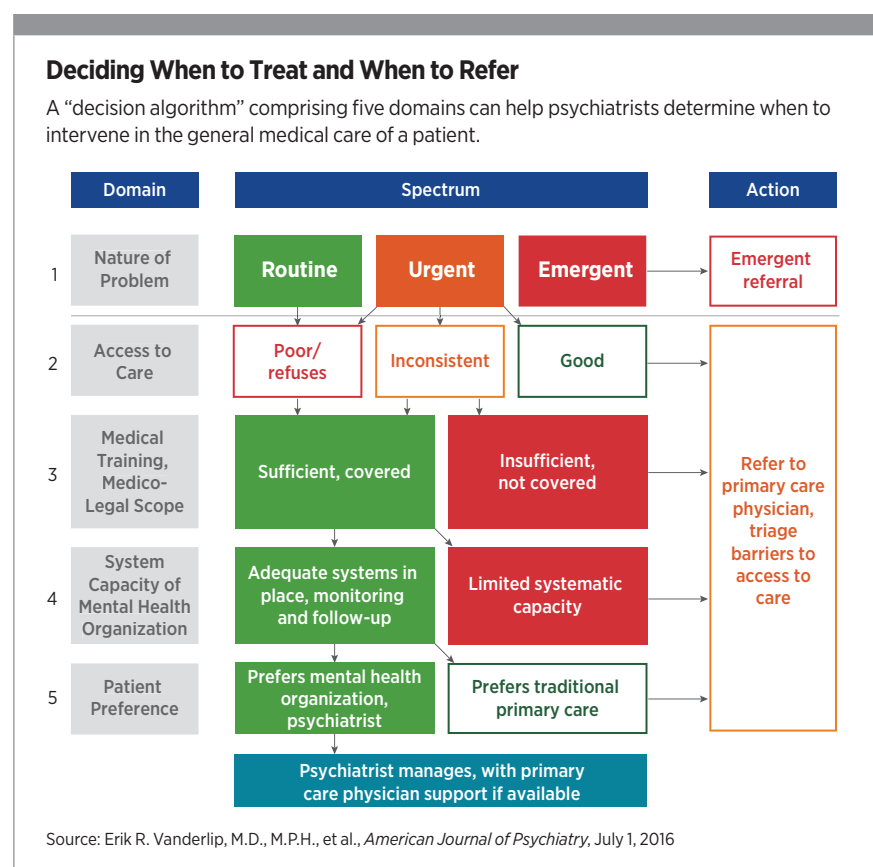 Deciding When to Treat and When to Refer
A “decision algorithm” comprising five domains can help psychiatrists determine when to
intervene in the general medical care of a patient.
Domain
Spectrum
Action
1
Nature of
Problem
Routine
Urgent
Emergent
Emergent
referral
2
Access to
Care
Poor/
refuses
Inconsistent
Good
3
Medical
Training,
Medico-
Legal Scope
Sufficient, covered
Insufficient,
not covered
Refer to
primary care
physician,
triage
barriers to
access to
care
4
System
Capacity of
Mental Health
Organization
Adequate systems in
place, monitoring
and follow-up
Limited systematic
capacity
5
Patient
Preference
Prefers mental health
organization,
psychiatrist
Prefers traditional
primary care
Psychiatrist manages, with primary
care physician support if available
Source: Erik R. Vanderlip, M.D., M.P.H., et al., American Journal of Psychiatry, July 1, 2016